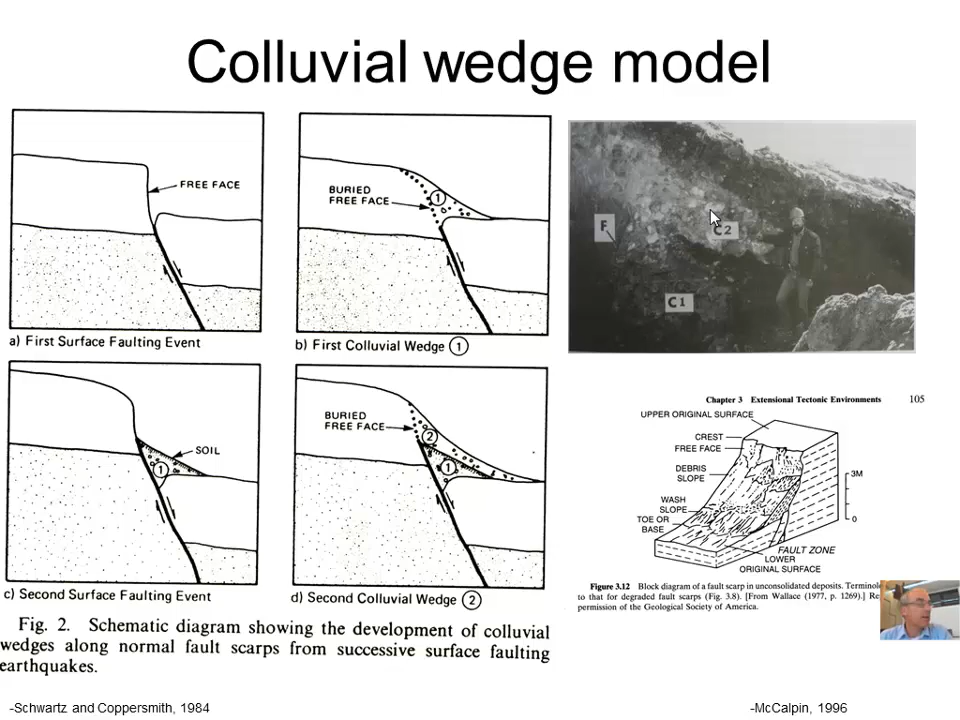 Colluvial wedge model
FREE FACE
a) First Surface Faulting Event
BURIED
FREE FACE
1
b) First Colluvial Wedge 1
SOIL
1
c) Second Surface Faulting Event
BURIED
FREE FACE
2
1
d) Second Colluvial Wedge 2
Fig. 2. Schematic diagram showing the development of colluvial
wedges along normal fault scarps from successive surface faulting
earthquakes.
-Schwartz and Coppersmith, 1984
F
C2
C1
Chapter 3 Extensional Tectonic Environments 105
UPPER ORIGINAL SURFACE
CREST
FREE FACE
DEBRIS
SLOPE
WASH
SLOPE
TOE OR
BASE
3M
0
FAULT ZONE
LOWER
ORIGINAL SURFACE
Figure 3.12 Block diagram of a fault scarp in unconsolidated deposits.
to that for degraded fault scarps (Fig. 3.8). [From Wallace (1977, p. 1269).]
permission of the Geological Society of America.
-McCalpin, 1996